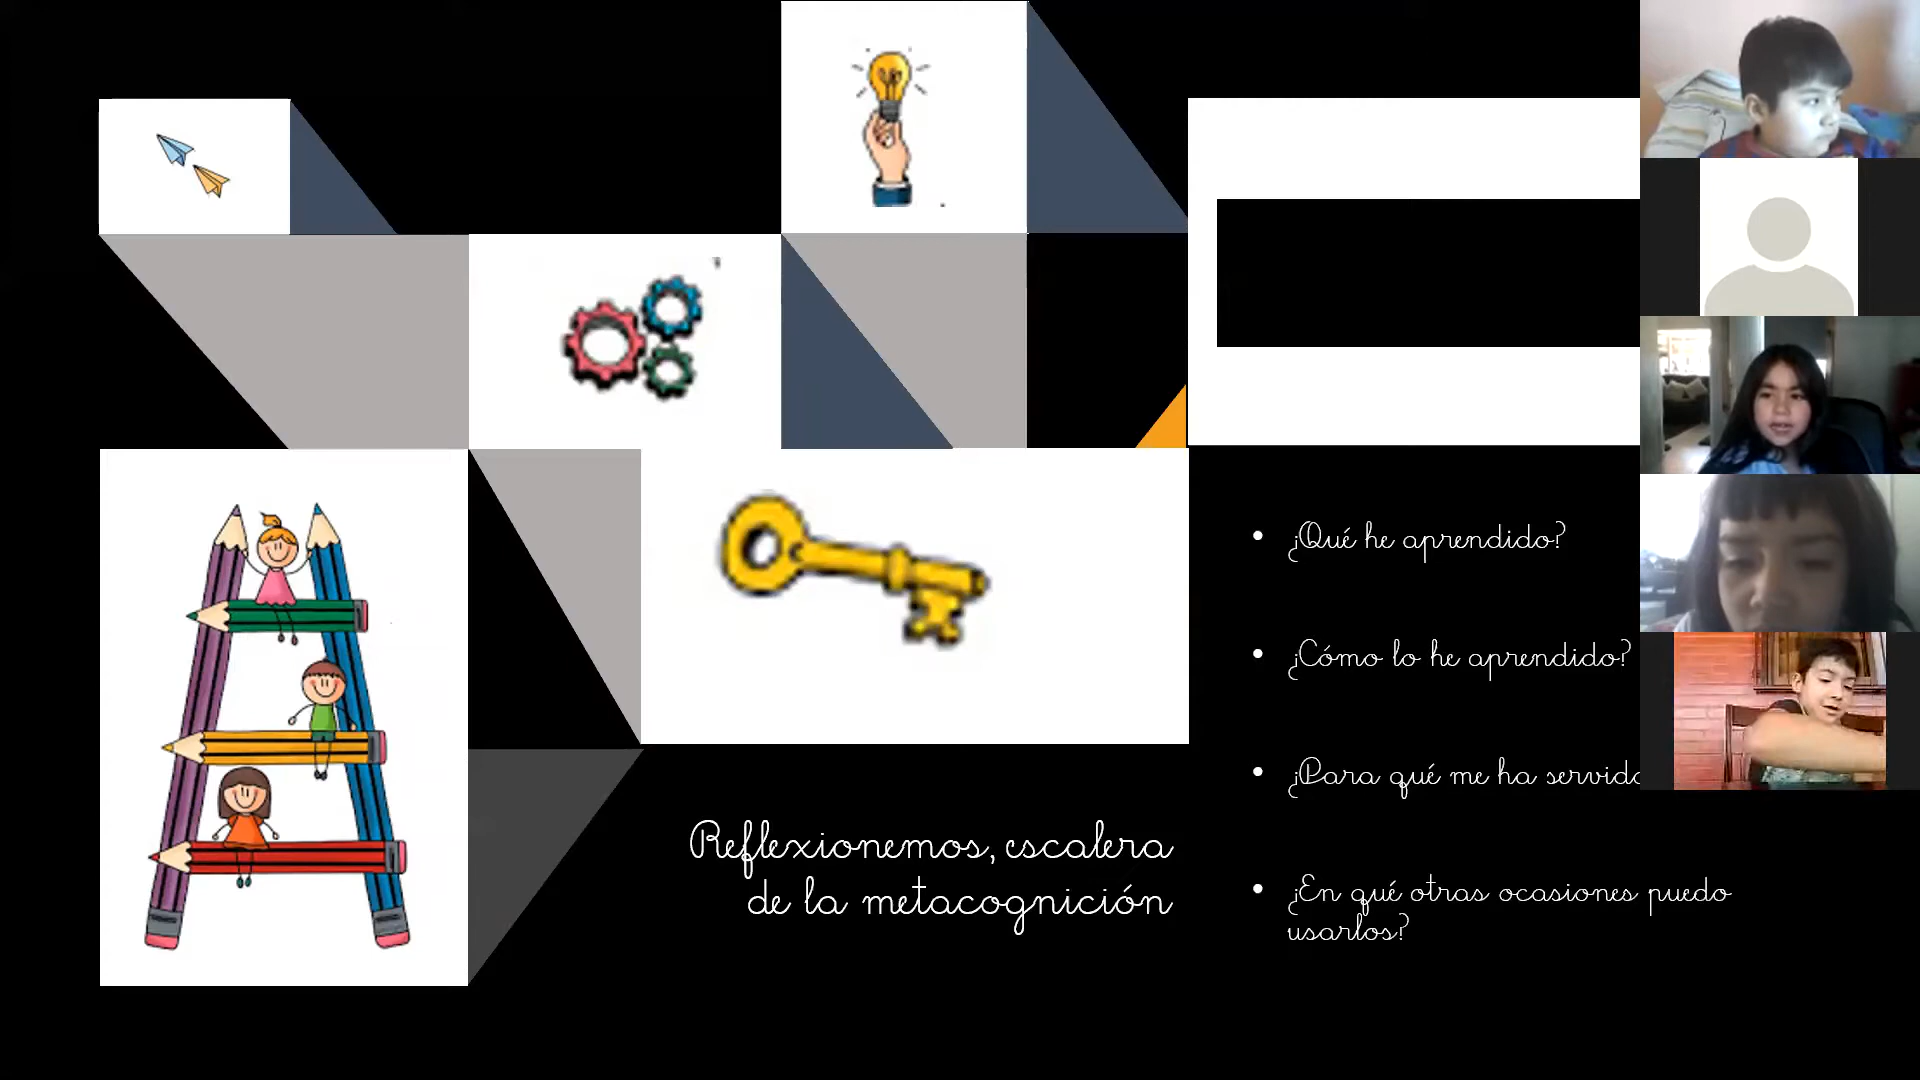 Reflexionemos, escalera
de la metacognición
• ¿Qué he aprendido?
• ¿Cómo lo he aprendido?
• ¿Para qué me ha servido
• ¿En qué otras ocasiones puedo
usarlos?